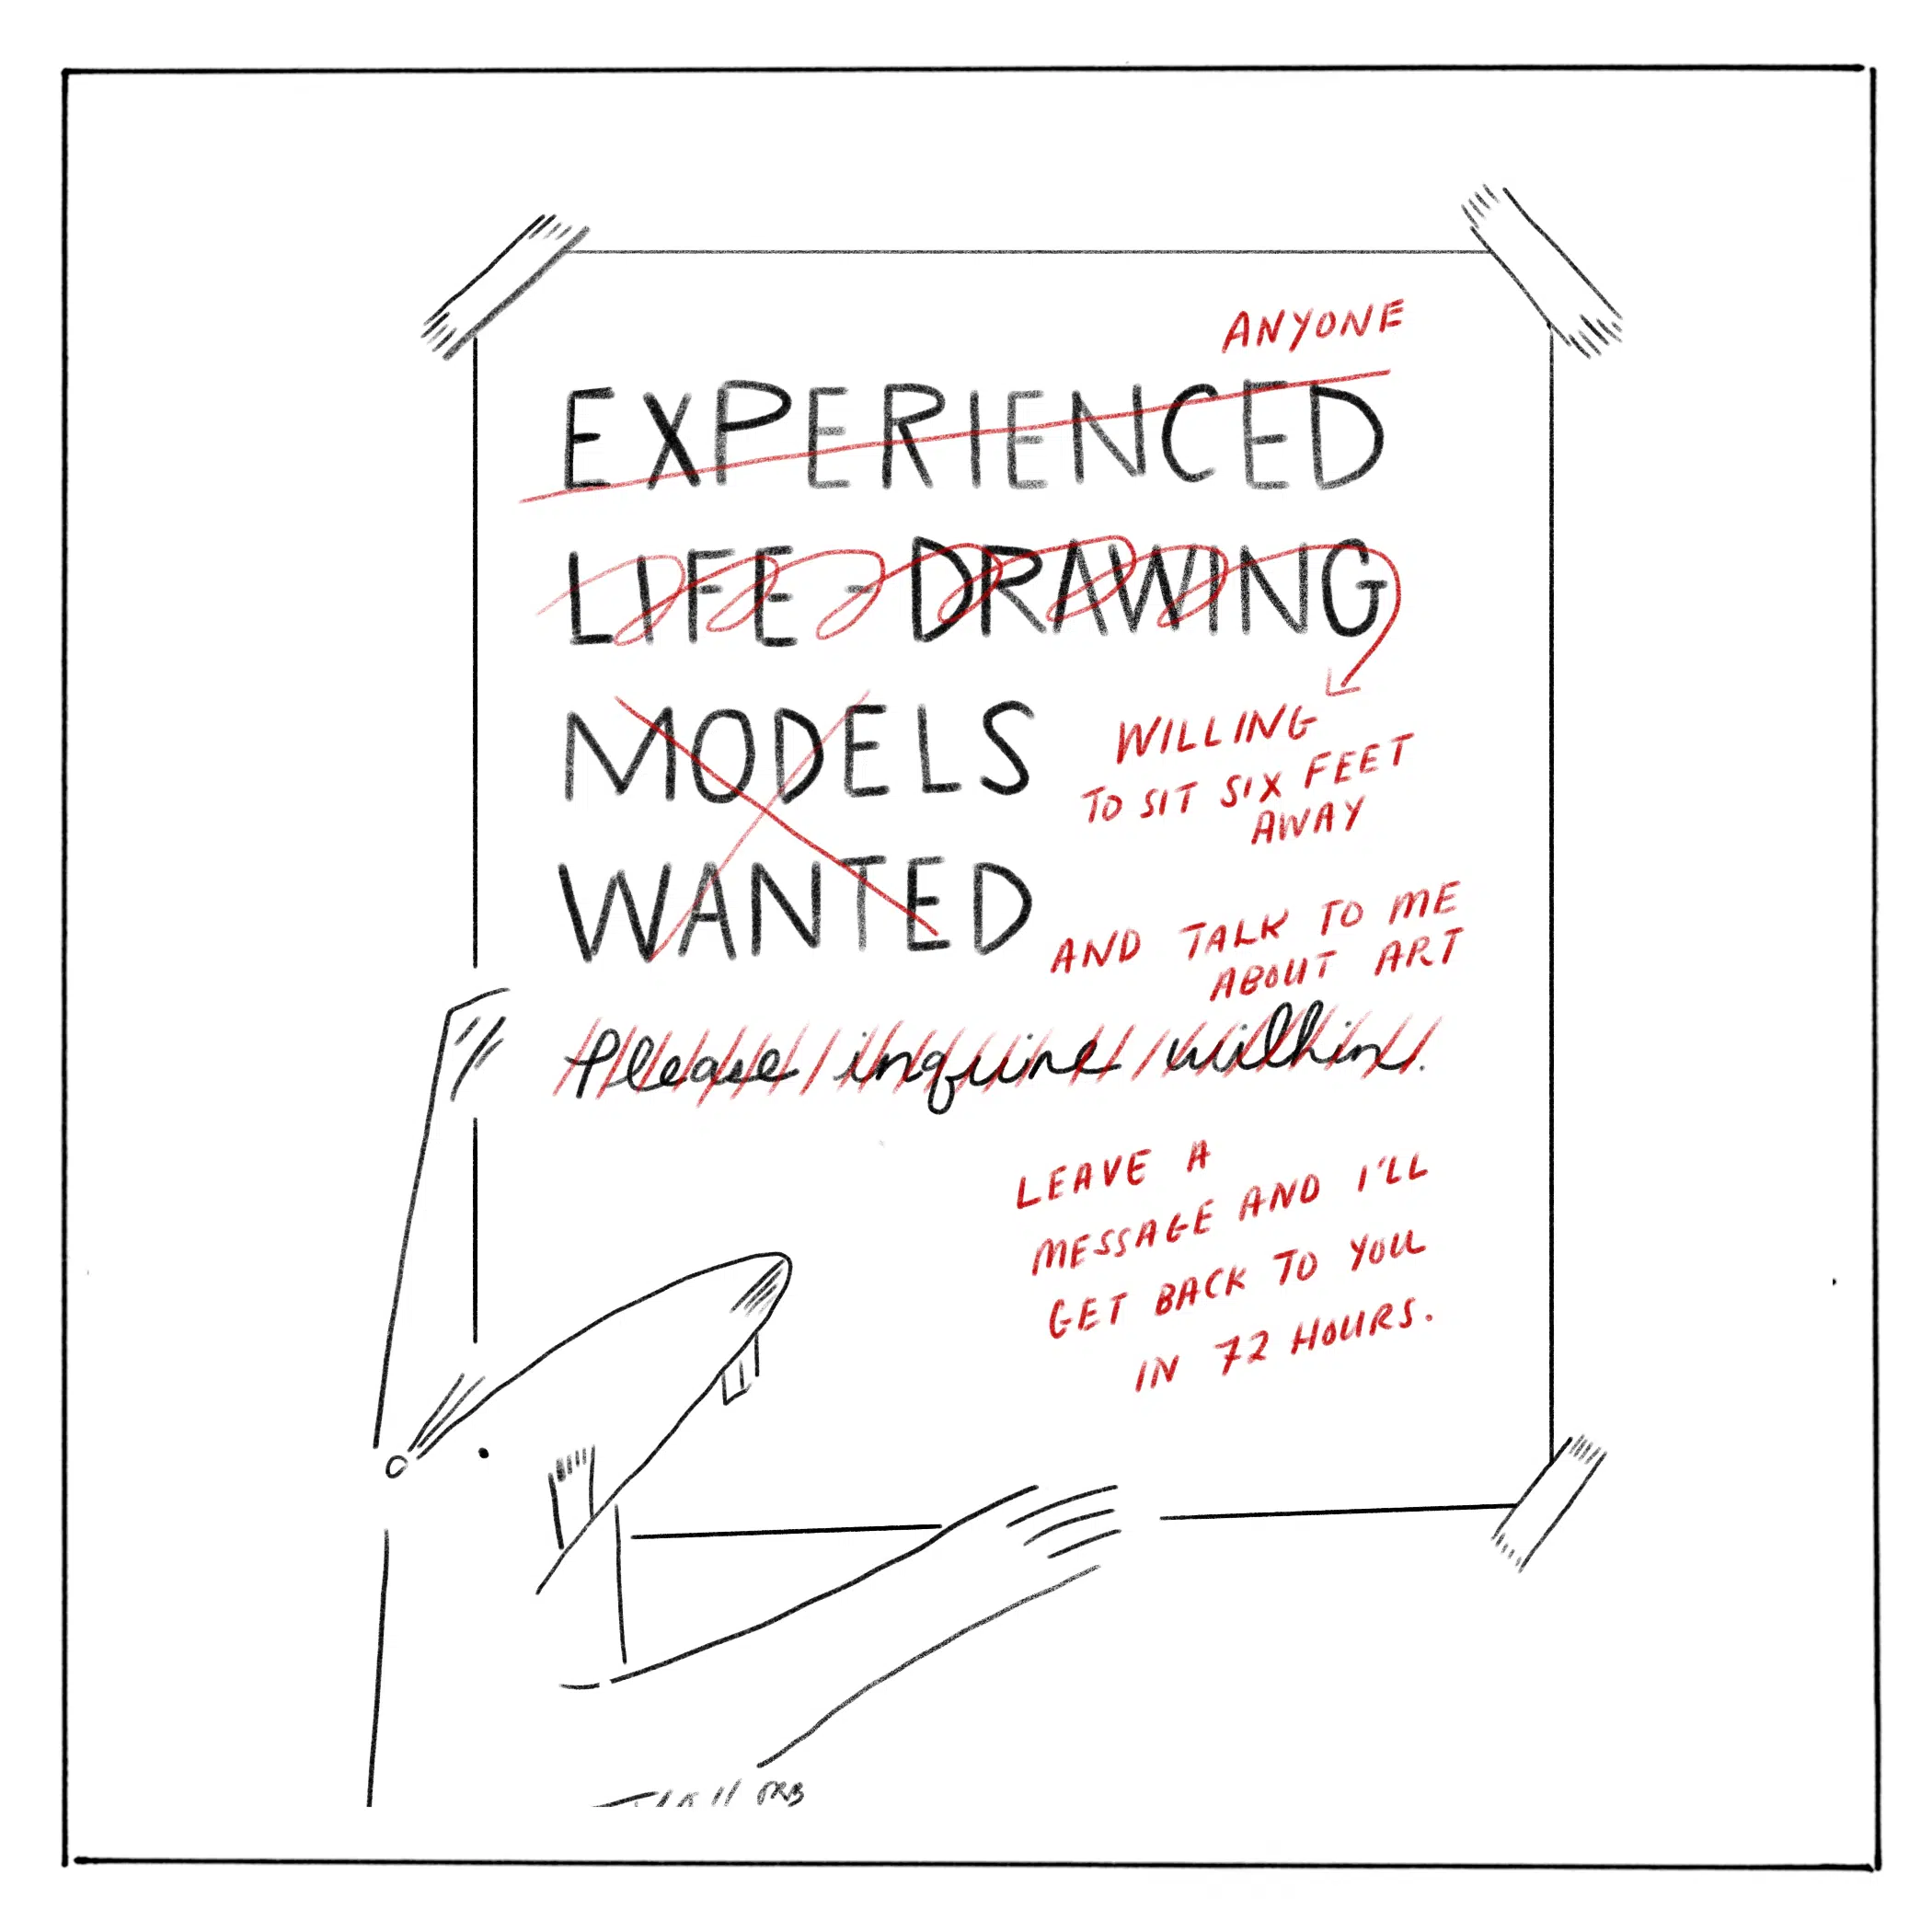 ANYONE
EXPERIENCED
LIFE-DRAWING
MODELS
WILLING
TO SIT SIX FEET
AWAY
WANTED
AND TALK TO ME
ABOUT ART
Please inquire within.
LEAVE A
MESSAGE AND I'LL
GET BACK TO YOU
IN 72 HOURS.